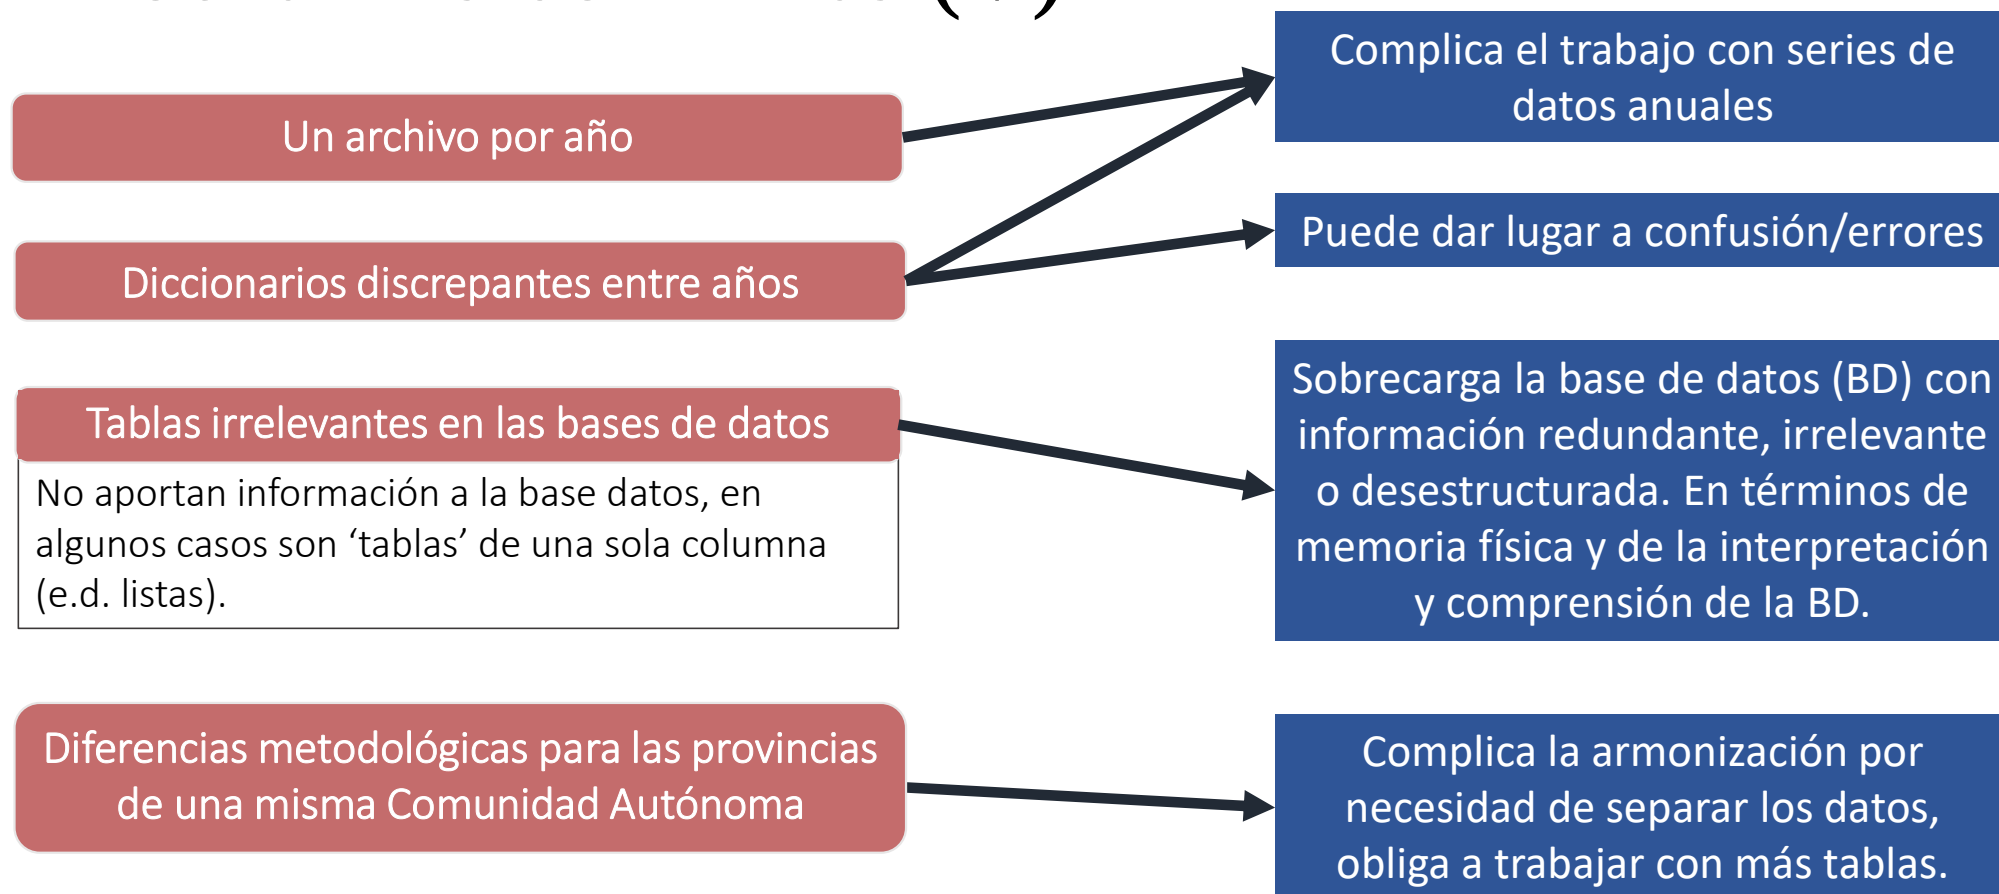 Un archivo por año
Complica el trabajo con series de
datos anuales
Diccionarios discrepantes entre años
Puede dar lugar a confusión/errores
Tablas irrelevantes en las bases de datos
No aportan información a la base datos, en
algunos casos son ‘tablas’ de una sola columna
(e.d. listas).
Sobrecarga la base de datos (BD) con
información redundante, irrelevante
o desestructurada. En términos de
memoria física y de la interpretación
y comprensión de la BD.
Diferencias metodológicas para las provincias
de una misma Comunidad Autónoma
Complica la armonización por
necesidad de separar los datos,
obliga a trabajar con más tablas.